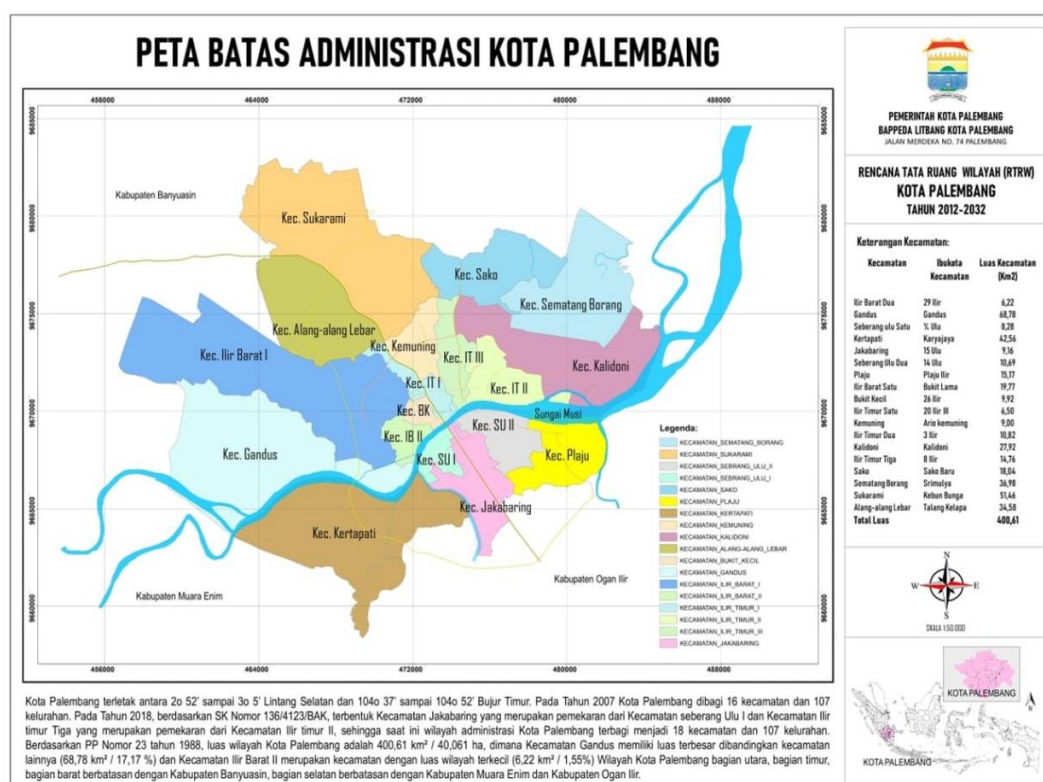 PETA BATAS ADMINISTRASI KOTA PALEMBANG
456000 464000 472000 480000 488000
9685000 9685000
Kabupaten Banyuasin
9680000 9680000
Kec. Sukarami
Kec. Sako
Kec. Sematang Borang
9675000 9675000
Kec. Alang-alang Lebar
Kec. Kemuning
Kec. Ilir Barat I
Kec. IT III
Kec. Kalidoni
Kec. IT I
Kec. IT II
9670000 9670000
Kec. BK
Sungai Musi
Kec. IB II
Kec. SU II
Kec. Gandus
Kec. SU I
Kec. Plaju
9665000 9665000
Kec. Jakabaring
Kec. Kertapati
Kabupaten Ogan Ilir
Kabupaten Muara Enim
9660000 9660000
456000 464000 472000 480000 488000
Legenda:
KECAMATAN_SEMATANG_BORANG
KECAMATAN_SUKARAMI
KECAMATAN_SEBRANG_ULU_II
KECAMATAN_SEBRANG_ULU_I
KECAMATAN_SAKO
KECAMATAN_PLAJU
KECAMATAN_KERTAPATI
KECAMATAN_KEMUNING
KECAMATAN_KALIDONI
KECAMATAN_ALANG-ALANG_LEBAR
KECAMATAN_BUKIT_KECIL
KECAMATAN_GANDUS
KECAMATAN_ILIR_BARAT_I
KECAMATAN_ILIR_BARAT_II
KECAMATAN_ILIR_TIMUR_I
KECAMATAN_ILIR_TIMUR_II
KECAMATAN_ILIR_TIMUR_III
KECAMATAN_JAKABARING
PEMERINTAH KOTA PALEMBANG
BAPPEDA LITBANG KOTA PALEMBANG
JALAN MERDEKA NO. 74 PALEMBANG
RENCANA TATA RUANG WILAYAH (RTRW)
KOTA PALEMBANG
TAHUN 2012-2032
Keterangan Kecamatan:
Kecamatan Ibukota Kecamatan Luas Kecamatan (Km2)
Ilir Barat Dua 29 Ilir 6,22
Gandus Gandus 68,78
Seberang ulu Satu % Ulu 8,28
Kertapati Karyajaya 42,56
Jakabaring 15 Ulu 9,16
Seberang Ulu Dua 14 Ulu 10,69
Plaju Plaju Ilir 15,17
Ilir Barat Satu Bukit Lama 19,77
Bukit Kecil 26 Ilir 9,92
Ilir Timur Satu 20 Ilir III 6,50
Kemuning Ario kemuning 9,00
Ilir Timur Dua 3 Ilir 10,82
Kalidoni Kalidoni 27,92
Ilir Timur Tiga 8 Ilir 14,76
Sako Sako Baru 18,04
Sematang Borang Srimulya 36,98
Sukarami Kebun Bunga 51,46
Alang-alang Lebar Talang Kelapa 34,58
Total Luas 400,61
N
W E
S
SKALA 1:50.000
KOTA PALEMBANG
N
KOTA PALEMBANG
Kota Palembang terletak antara 2o 52' sampai 3o 5' Lintang Selatan dan 104o 37' sampai 104o 52' Bujur Timur. Pada Tahun 2007 Kota Palembang dibagi 16 kecamatan dan 107
kelurahan. Pada Tahun 2018, berdasarkan SK Nomor 136/4123/BAK, terbentuk Kecamatan Jakabaring yang merupakan pemekaran dari Kecamatan seberang Ulu I dan Kecamatan Ilir
timur Tiga yang merupakan pemekaran dari Kecamatan Ilir timur II, sehingga saat ini wilayah administrasi Kota Palembang terbagi menjadi 18 kecamatan dan 107 kelurahan.
Berdasarkan PP Nomor 23 tahun 1988, luas wilayah Kota Palembang adalah 400,61 km² / 40,061 ha, dimana Kecamatan Gandus memiliki luas terbesar dibandingkan kecamatan
lainnya (68,78 km² / 17,17 %) dan Kecamatan Ilir Barat II merupakan kecamatan dengan luas wilayah terkecil (6,22 km² / 1,55%) Wilayah Kota Palembang bagian utara, bagian timur,
bagian barat berbatasan dengan Kabupaten Banyuasin, bagian selatan berbatasan dengan Kabupaten Muara Enim dan Kabupaten Ogan Ilir.